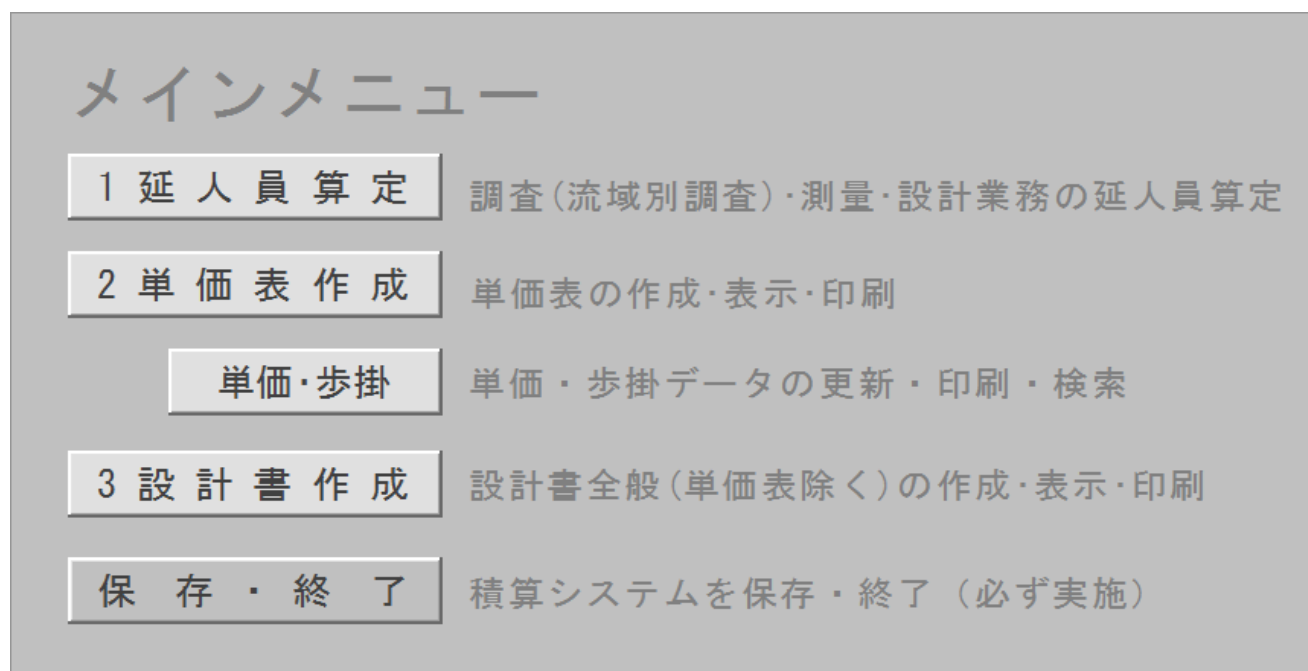 メインメニュー
1 延人員算定 調査(流域別調査)･測量･設計業務の延人員算定
2 単価表作成 単価表の作成･表示･印刷
単価･歩掛 単価・歩掛データの更新・印刷・検索
3 設計書作成 設計書全般(単価表除く)の作成･表示･印刷
保存・終了 積算システムを保存・終了（必ず実施）